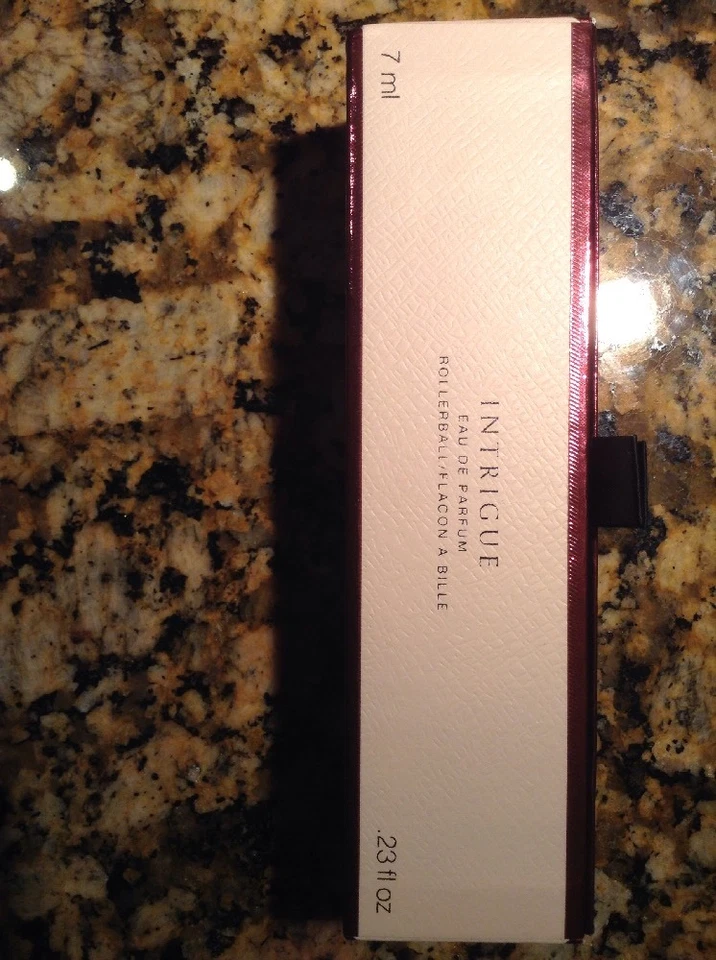 INTRIGUE
EAU DE PARFUM
ROLLERBALL/FLACON A BILLE
7 ml
.23 fl oz